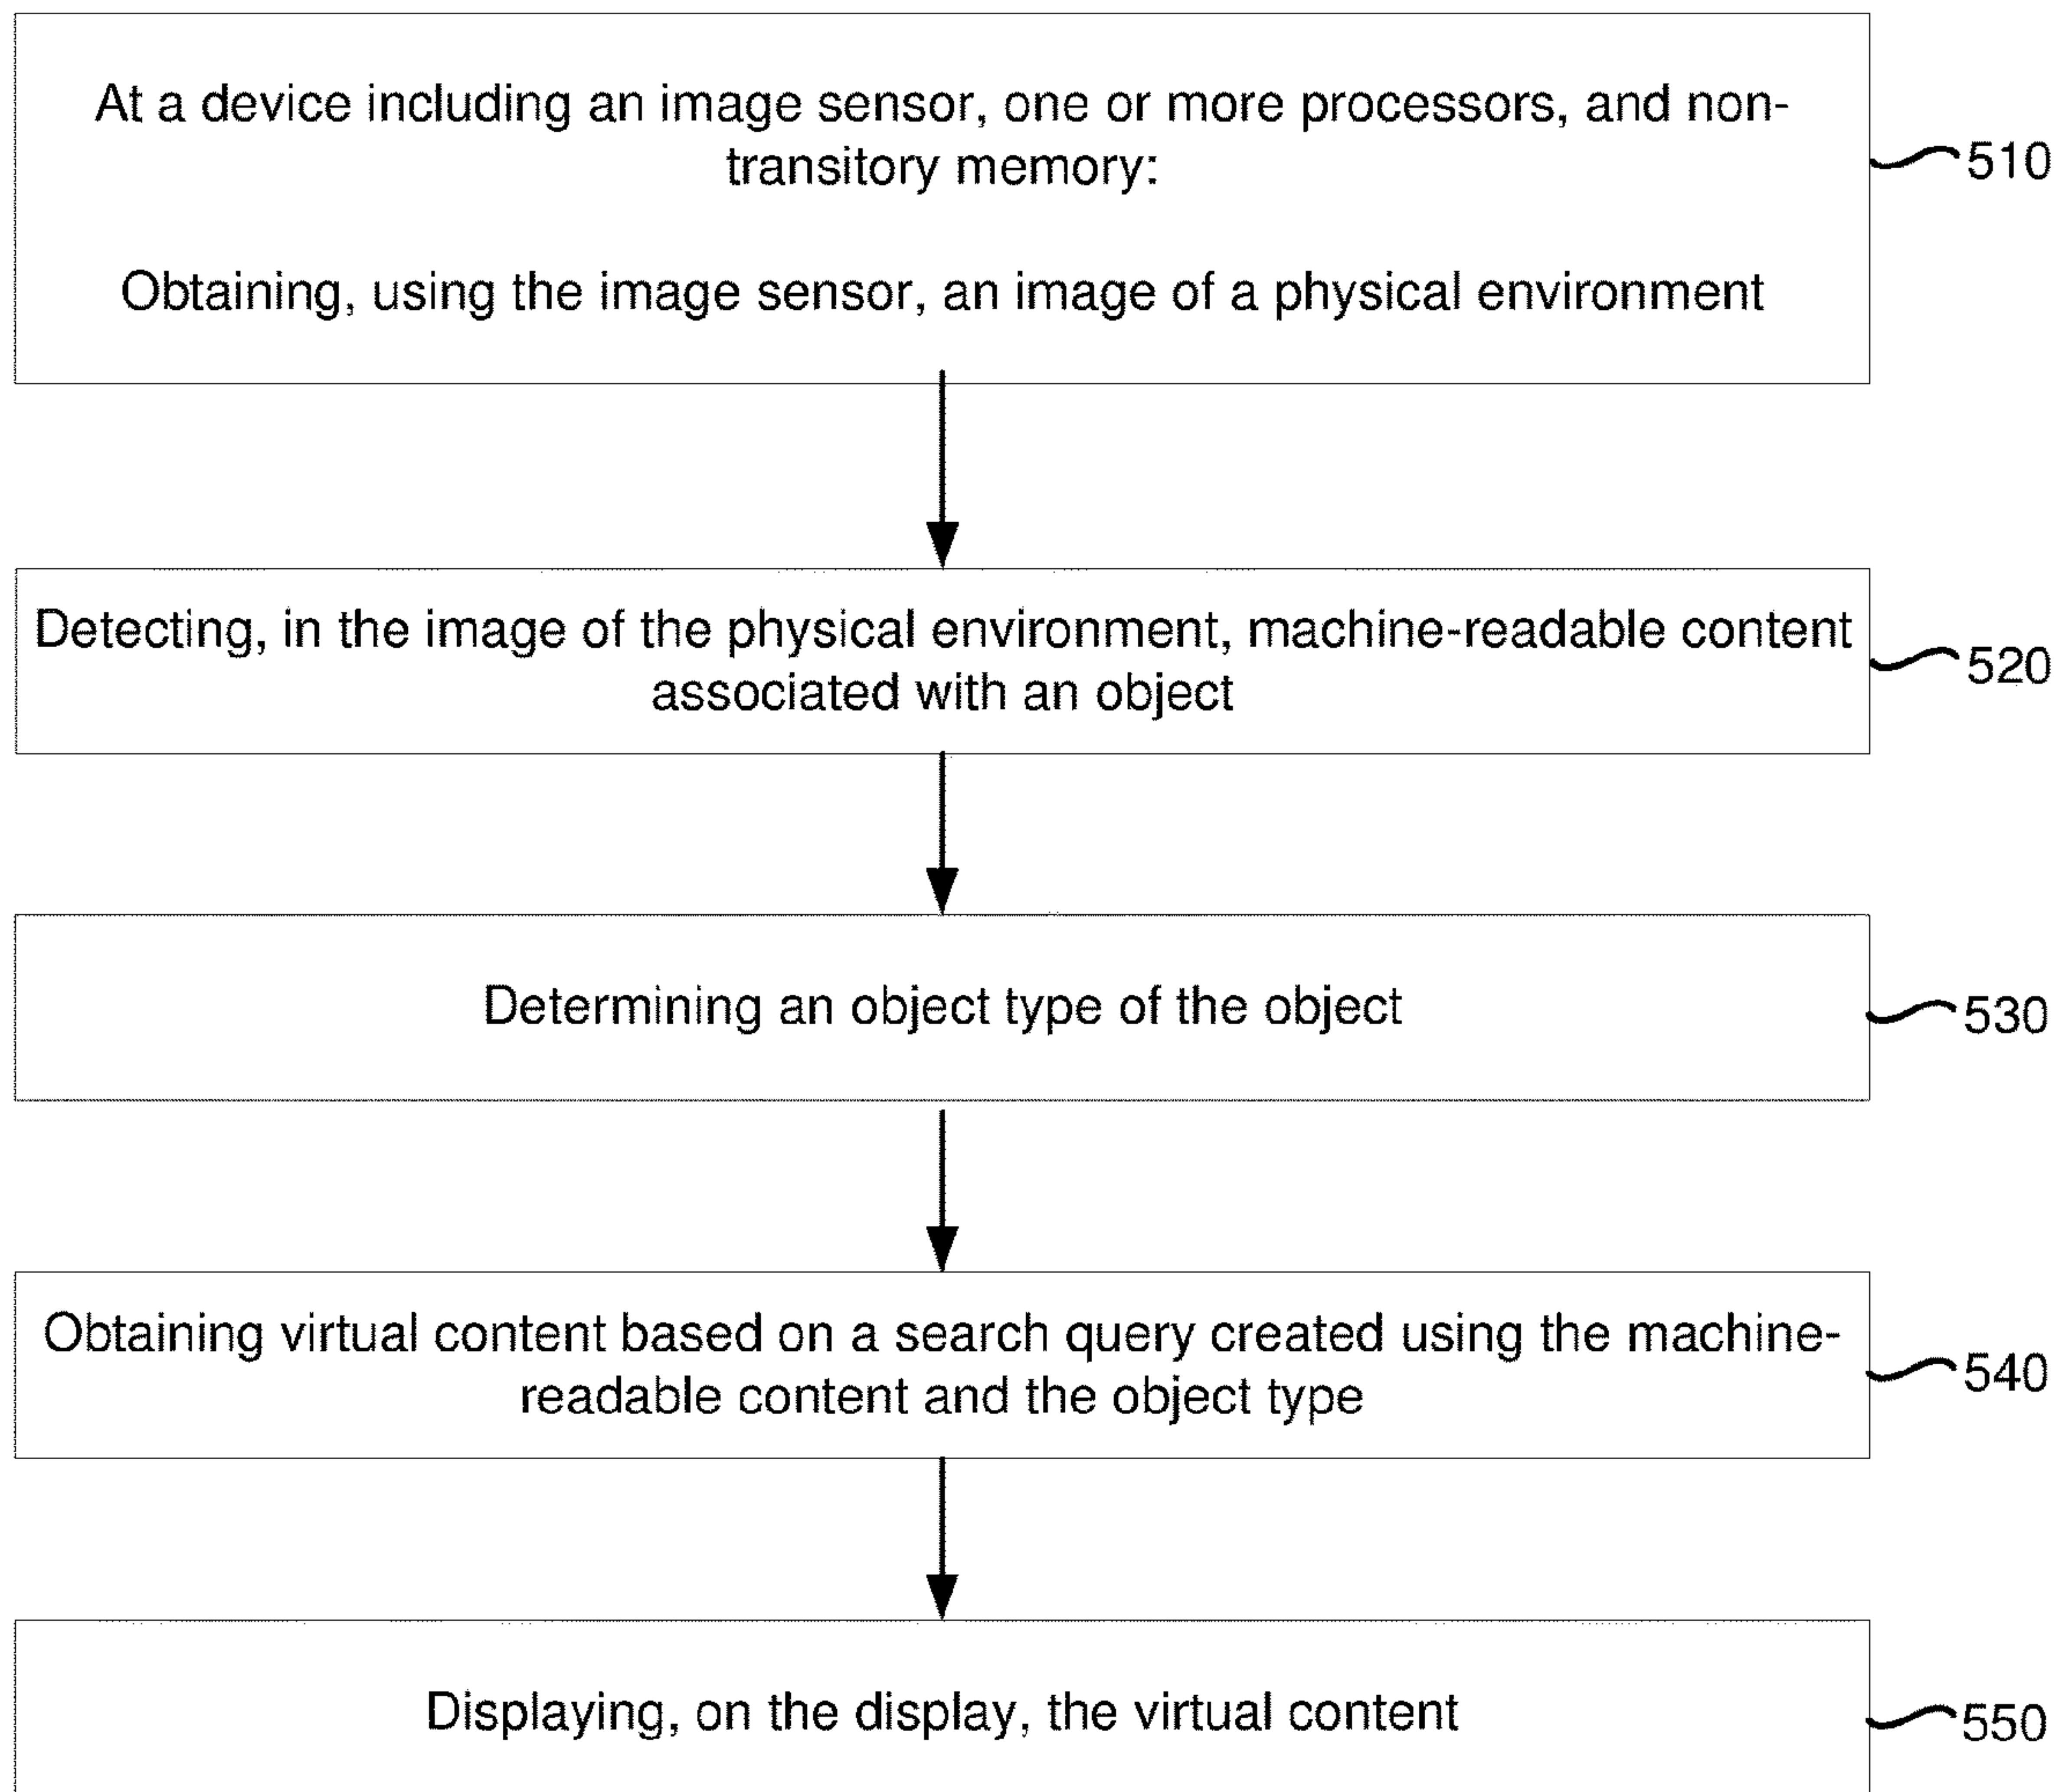 At a device including an image sensor, one or more processors, and non-
transitory memory:
Obtaining, using the image sensor, an image of a physical environment
510
Detecting, in the image of the physical environment, machine-readable content
associated with an object
520
Determining an object type of the object
530
Obtaining virtual content based on a search query created using the machine-
readable content and the object type
540
Displaying, on the display, the virtual content
550